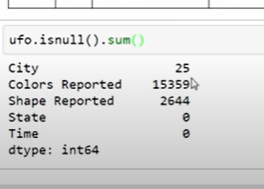 ufo.isnull().sum()
City 25
Colors Reported 15359
Shape Reported 2644
State 0
Time 0
dtype: int64